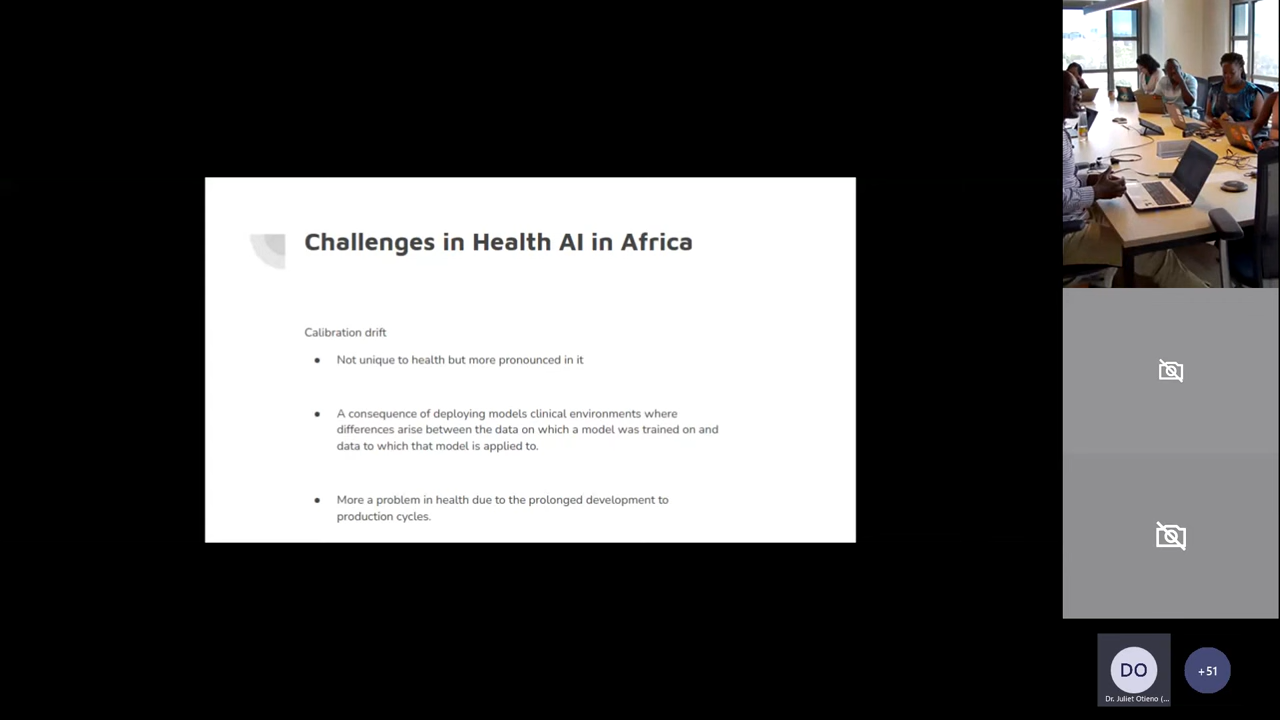 Challenges in Health AI in Africa
Calibration drift
● Not unique to health but more pronounced in it
● A consequence of deploying models clinical environments where
differences arise between the data on which a model was trained on and
data to which that model is applied to.
● More a problem in health due to the prolonged development to
production cycles.
DO
Dr. Juliet Otieno (...
+51